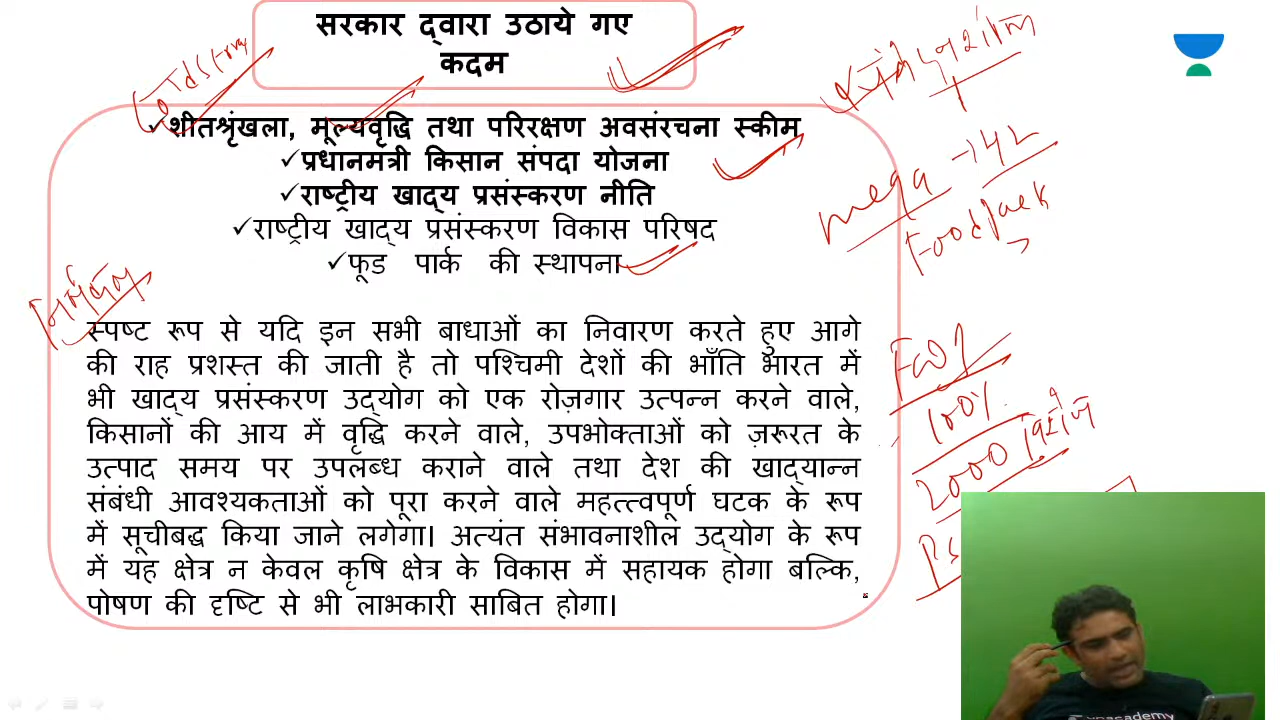 सरकार द्वारा उठाये गए
कदम
✓शीतश्रृंखला, मूल्यवृद्धि तथा परिरक्षण अवसंरचना स्कीम
✓प्रधानमंत्री किसान संपदा योजना
✓राष्ट्रीय खाद्य प्रसंस्करण नीति
✓राष्ट्रीय खाद्य प्रसंस्करण विकास परिषद
✓फूड पार्क की स्थापना
स्पष्ट रूप से यदि इन सभी बाधाओं का निवारण करते हुए आगे
की राह प्रशस्त की जाती है तो पश्चिमी देशों की भाँति भारत में
भी खाद्य प्रसंस्करण उद्योग को एक रोज़गार उत्पन्न करने वाले,
किसानों की आय में वृद्धि करने वाले, उपभोक्ताओं को ज़रूरत के
उत्पाद समय पर उपलब्ध कराने वाले तथा देश की खाद्यान्न
संबंधी आवश्यकताओं को पूरा करने वाले महत्त्वपूर्ण घटक के रूप
में सूचीबद्ध किया जाने लगेगा। अत्यंत संभावनाशील उद्योग के रूप
में यह क्षेत्र न केवल कृषि क्षेत्र के विकास में सहायक होगा बल्कि,
पोषण की दृष्टि से भी लाभकारी साबित होगा।
mega → 42
Food Park
100%
2000